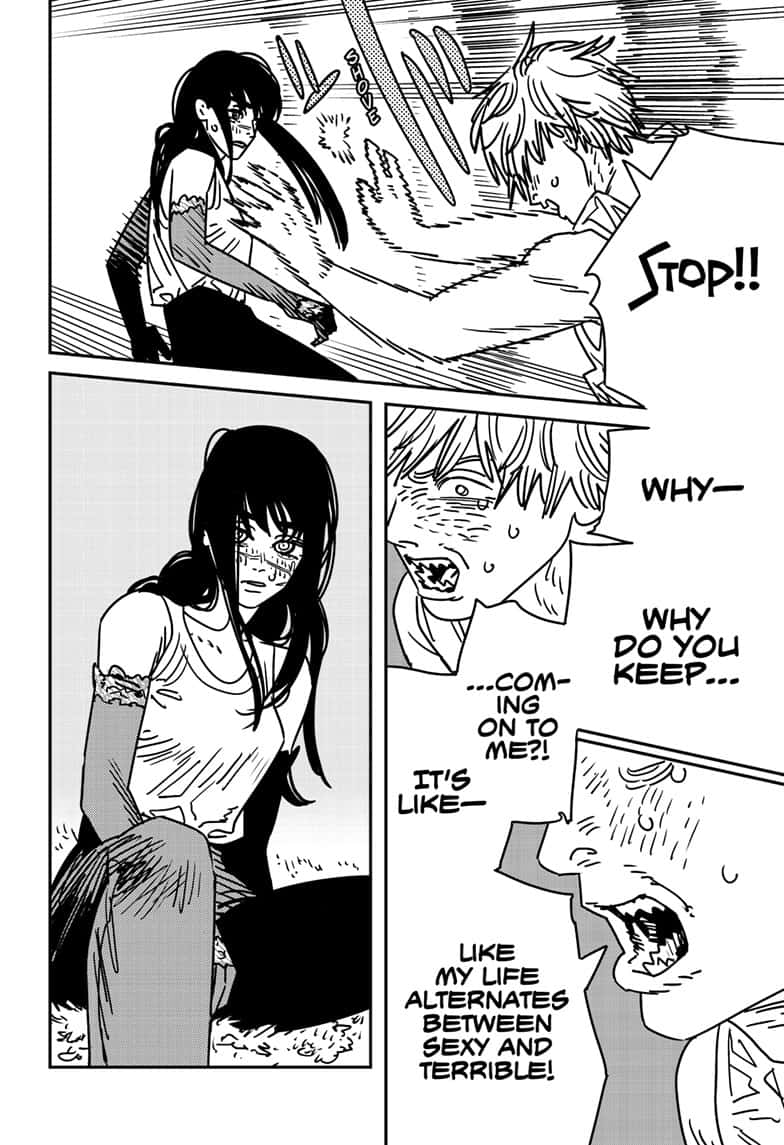 SHOVE
STOP!!
WHY—
WHY
DO YOU
KEEP...
...COM-
ING
ON TO
ME?!
IT'S
LIKE—
LIKE
MY LIFE
ALTERNATES
BETWEEN
SEXY AND
TERRIBLE!